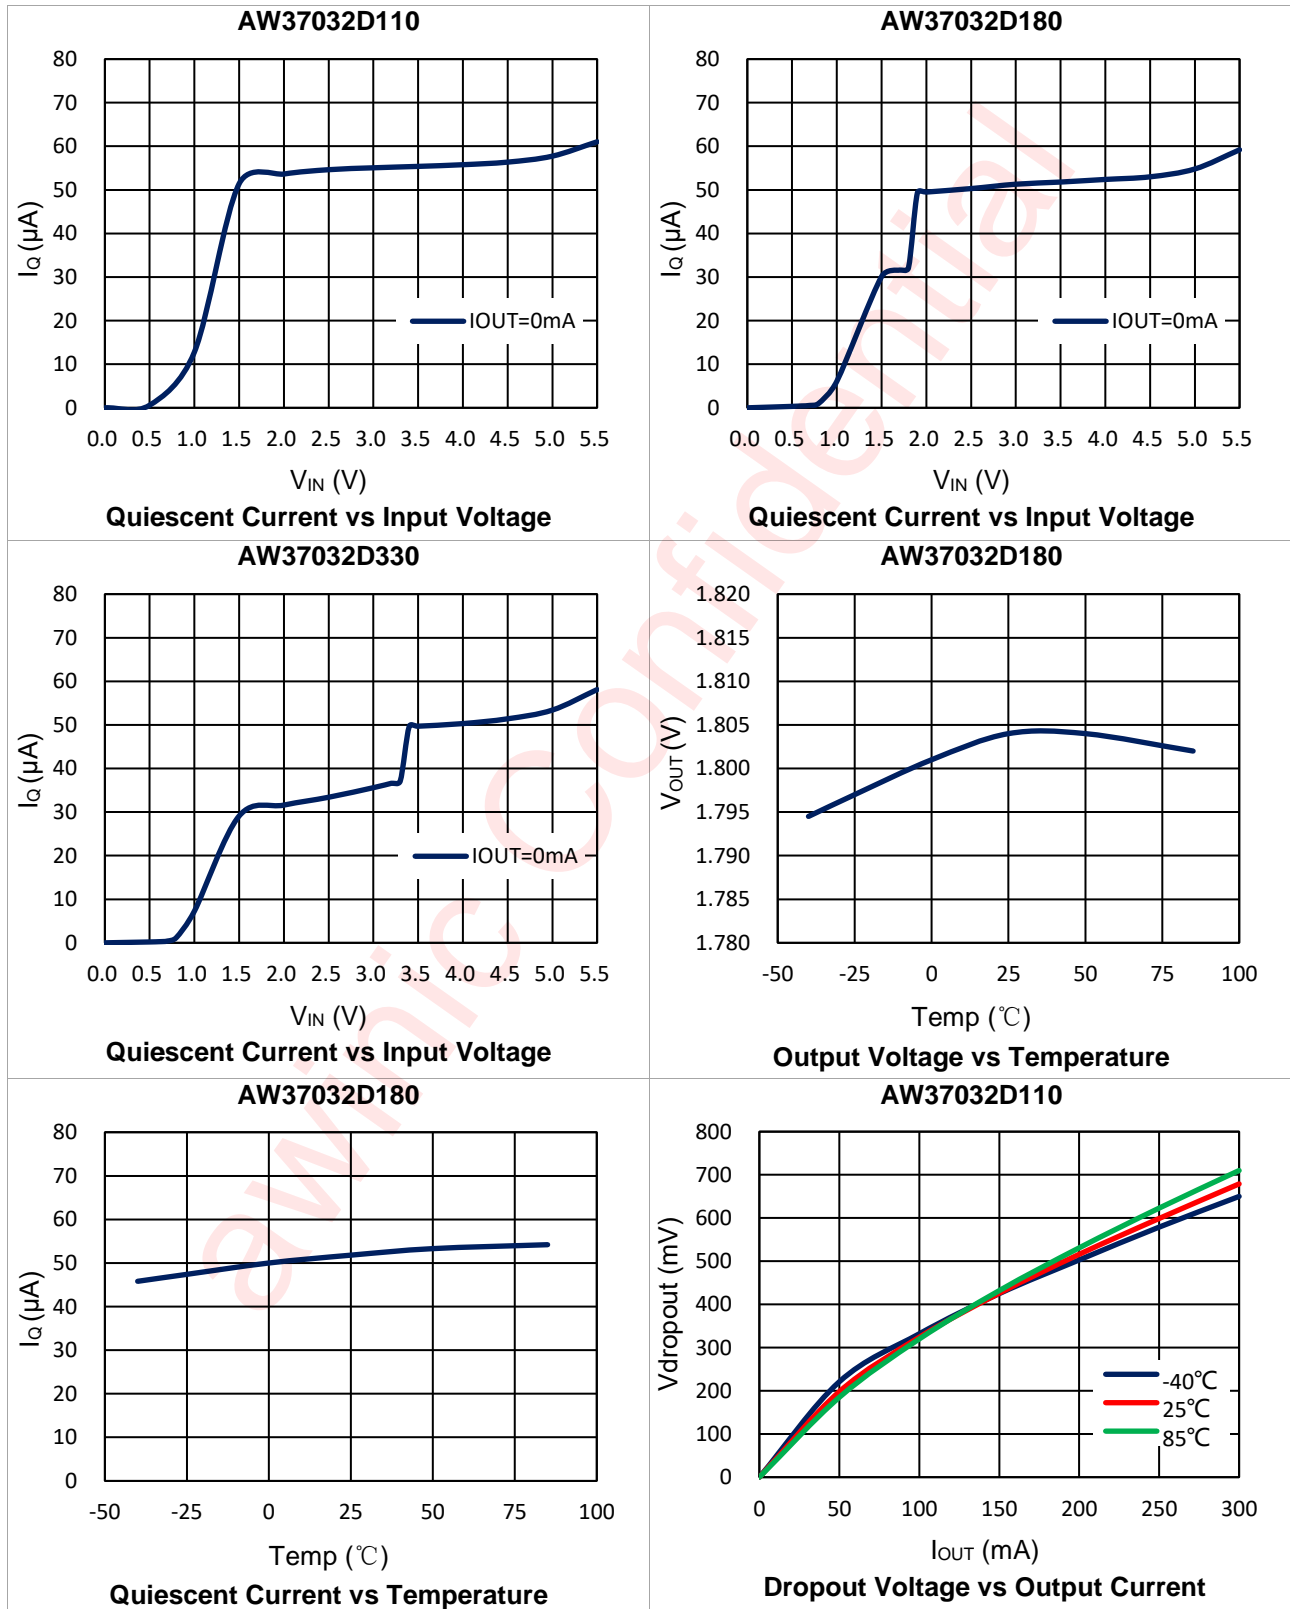 AW37032D110
80
70
60
50
40
30
20
10
0
IQ (μA)
IOUT=0mA
0.0 0.5 1.0 1.5 2.0 2.5 3.0 3.5 4.0 4.5 5.0 5.5
VIN (V)
Quiescent Current vs Input Voltage
AW37032D180
80
70
60
50
40
30
20
10
0
IQ (μA)
IOUT=0mA
0.0 0.5 1.0 1.5 2.0 2.5 3.0 3.5 4.0 4.5 5.0 5.5
VIN (V)
Quiescent Current vs Input Voltage
AW37032D330
80
70
60
50
40
30
20
10
0
IQ (μA)
IOUT=0mA
0.0 0.5 1.0 1.5 2.0 2.5 3.0 3.5 4.0 4.5 5.0 5.5
VIN (V)
Quiescent Current vs Input Voltage
AW37032D180
1.820
1.815
1.810
1.805
1.800
1.795
1.790
1.785
1.780
VOUT (V)
-50 -25 0 25 50 75 100
Temp (℃)
Output Voltage vs Temperature
AW37032D180
80
70
60
50
40
30
20
10
0
IQ (μA)
-50 -25 0 25 50 75 100
Temp (℃)
Quiescent Current vs Temperature
AW37032D110
800
700
600
500
400
300
200
100
0
Vdropout (mV)
-40℃
25℃
85℃
0 50 100 150 200 250 300
IOUT (mA)
Dropout Voltage vs Output Current
awinic Confidential